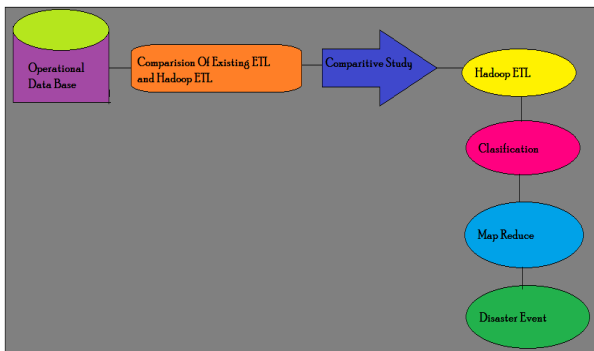 Operational
Data Base
Comparision Of Existing ETL
and Hadoop ETL
Comparitive Study
Hadoop ETL
Clasification
Map Reduce
Disaster Event